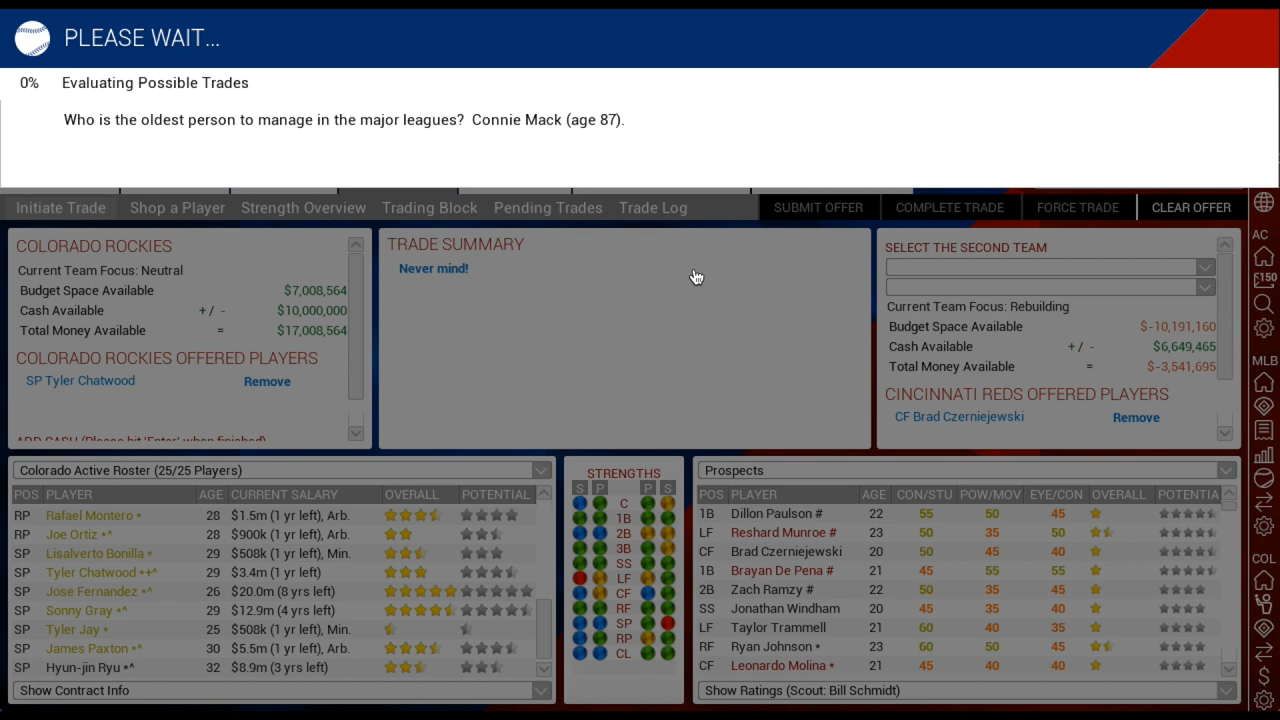 PLEASE WAIT...
0% Evaluating Possible Trades
Who is the oldest person to manage in the major leagues? Connie Mack (age 87).
Initiate Trade Shop a Player Strength Overview Trading Block Pending Trades Trade Log SUBMIT OFFER COMPLETE TRADE FORCE TRADE CLEAR OFFER
COLORADO ROCKIES
Current Team Focus: Neutral
Budget Space Available $7,008,564
Cash Available + / - $10,000,000
Total Money Available = $17,008,564
COLORADO ROCKIES OFFERED PLAYERS
SP Tyler Chatwood Remove
ADD CASH (Please hit 'Enter' when finished)
TRADE SUMMARY
Never mind!
SELECT THE SECOND TEAM
Current Team Focus: Rebuilding
Budget Space Available $-10,191,160
Cash Available + / - $6,649,465
Total Money Available = $-3,541,695
CINCINNATI REDS OFFERED PLAYERS
CF Brad Czerniejewski Remove
Colorado Active Roster (25/25 Players)
POS PLAYER AGE CURRENT SALARY OVERALL POTENTIAL
RP Rafael Montero * 28 $1.5m (1 yr left), Arb.
RP Joe Ortiz *^ 28 $900k (1 yr left), Arb.
SP Lisalverto Bonilla * 29 $508k (1 yr left), Min.
SP Tyler Chatwood *+^ 29 $3.4m (1 yr left)
SP Jose Fernandez *^ 26 $20.0m (8 yrs left)
SP Sonny Gray *^ 29 $12.9m (4 yrs left)
SP Tyler Jay * 25 $508k (1 yr left), Min.
SP James Paxton *^ 30 $5.5m (1 yr left), Arb.
SP Hyun-jin Ryu *^ 32 $8.9m (3 yrs left)
Show Contract Info
STRENGTHS
S P P S
C
1B
2B
3B
SS
LF
CF
RF
SP
RP
CL
Prospects
POS PLAYER AGE CON/STU POW/MOV EYE/CON OVERALL POTENTIA
1B Dillon Paulson # 22 55 50 45
LF Reshard Munroe # 23 50 35 50
CF Brad Czerniejewski 20 50 45 40
1B Brayan De Pena # 21 45 55 55
2B Zach Ramzy # 22 50 35 45
SS Jonathan Windham 20 45 35 40
LF Taylor Trammell 21 60 40 35
RF Ryan Johnson * 23 60 50 45
CF Leonardo Molina * 21 45 40 40
Show Ratings (Scout: Bill Schmidt)
AC
150
MLB
COL
$